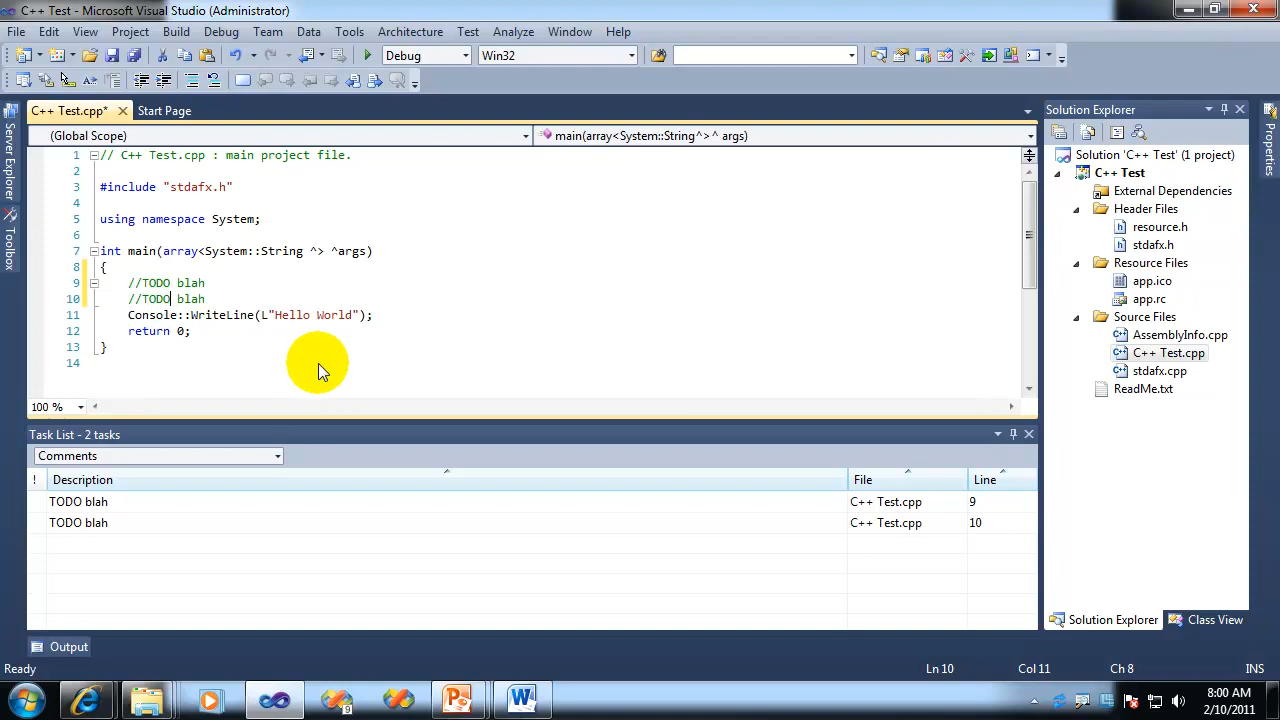 C++ Test - Microsoft Visual Studio (Administrator)
File Edit View Project Build Debug Team Data Tools Architecture Test Analyze Window Help
Debug Win32
C++ Test.cpp* Start Page
(Global Scope) main(array<System::String^> ^ args)
1 // C++ Test.cpp : main project file.
2
3 #include "stdafx.h"
4
5 using namespace System;
6
7 int main(array<System::String ^> ^args)
8 {
9 //TODO blah
10 //TODO blah
11 Console::WriteLine(L"Hello World");
12 return 0;
13 }
14
100 %
Server Explorer
Toolbox
Solution Explorer
Solution 'C++ Test' (1 project)
C++ Test
External Dependencies
Header Files
resource.h
stdafx.h
Resource Files
app.ico
app.rc
Source Files
AssemblyInfo.cpp
C++ Test.cpp
stdafx.cpp
ReadMe.txt
Solution Explorer Class View
Properties
Task List - 2 tasks
Comments
! Description File Line
TODO blah C++ Test.cpp 9
TODO blah C++ Test.cpp 10
Output
Ready Ln 10 Col 11 Ch 8 INS
9
8:00 AM
2/10/2011